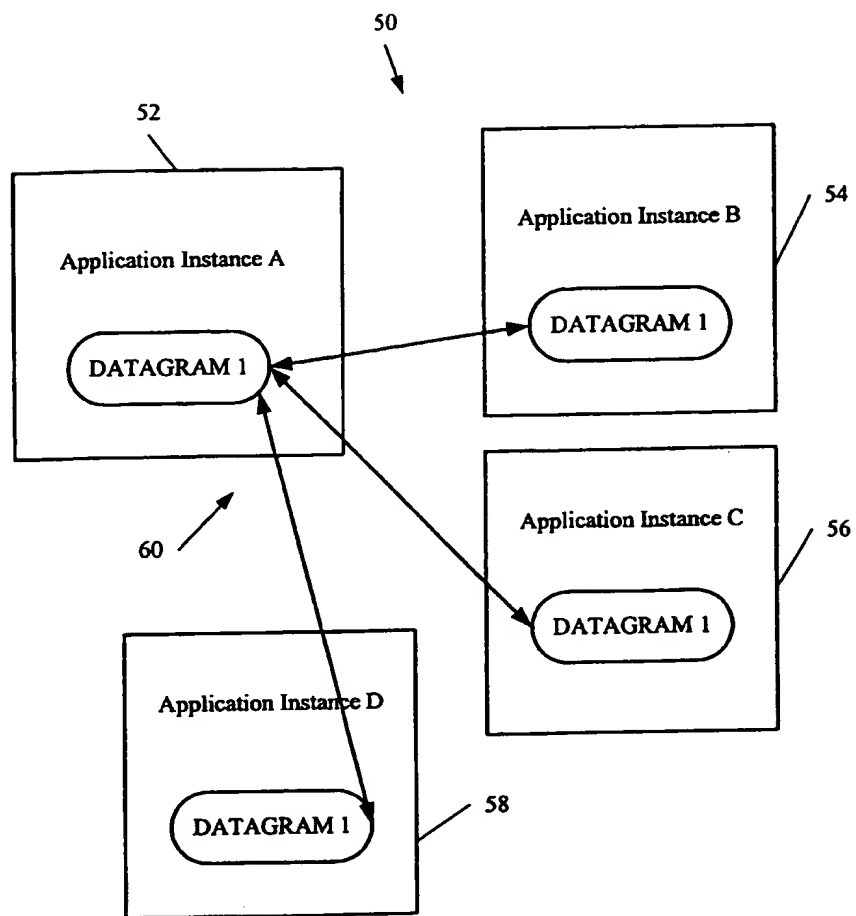 50
52
Application Instance A
DATAGRAM 1
54
Application Instance B
DATAGRAM 1
60
56
Application Instance C
DATAGRAM 1
58
Application Instance D
DATAGRAM 1